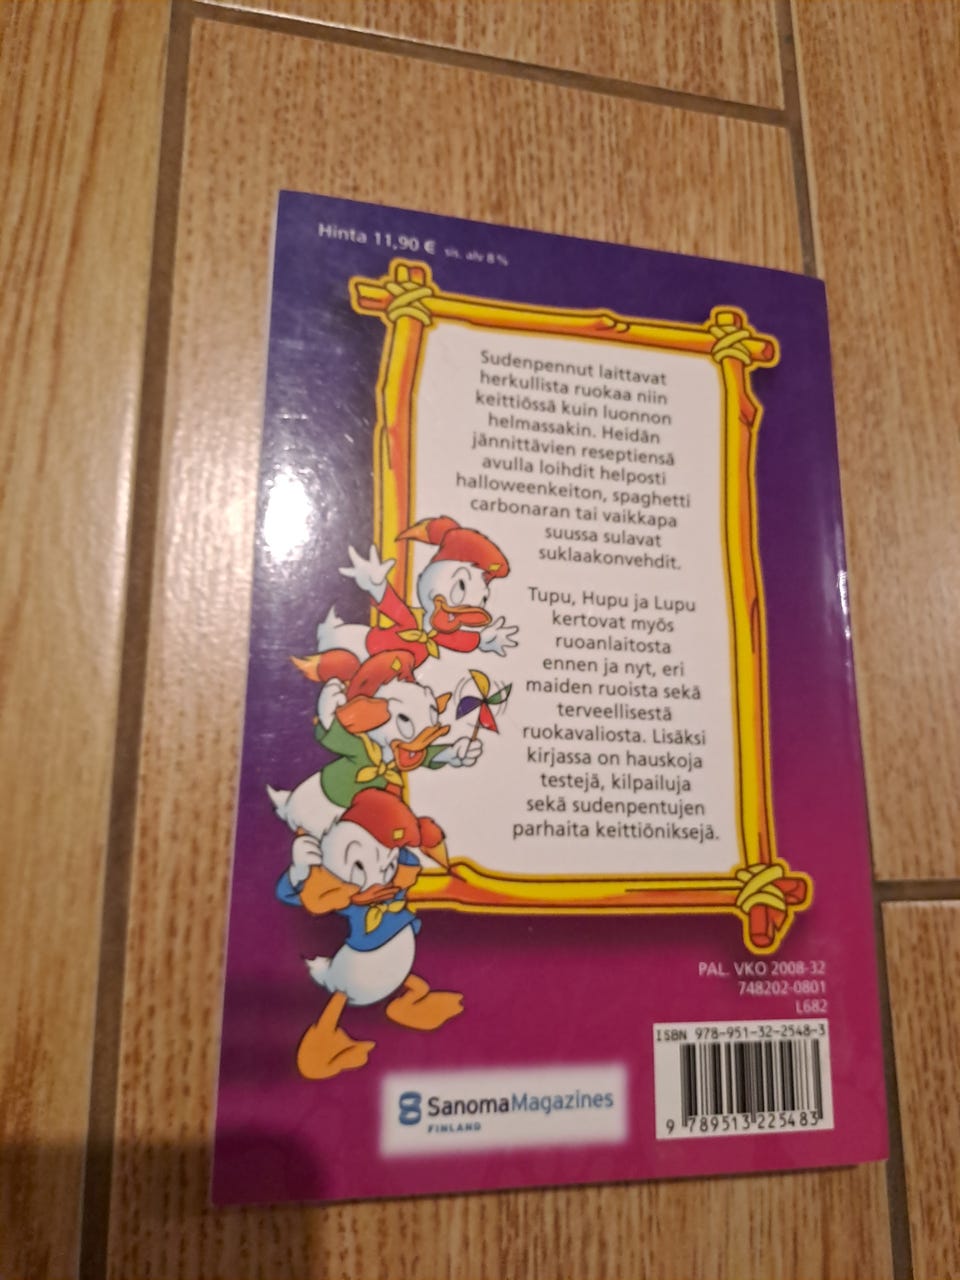 Hinta 11,90 € sis. alv 8 %
Sudenpennut laittavat
herkullista ruokaa niin
keittiössä kuin luonnon
helmassakin. Heidän
jännittävien reseptiensä
avulla loihdit helposti
halloweenkeiton, spaghetti
carbonaran tai vaikkapa
suussa sulavat
suklaakonvehdit.
Tupu, Hupu ja Lupu
kertovat myös
ruoanlaitosta
ennen ja nyt, eri
maiden ruoista sekä
terveellisestä
ruokavaliosta. Lisäksi
kirjassa on hauskoja
testejä, kilpailuja
sekä sudenpentujen
parhaita keittiöniksejä.
PAL. VKO 2008-32
748202-0801
L682
ISBN 978-951-32-2548-3
9 789513 225483
SanomaMagazines
FINLAND